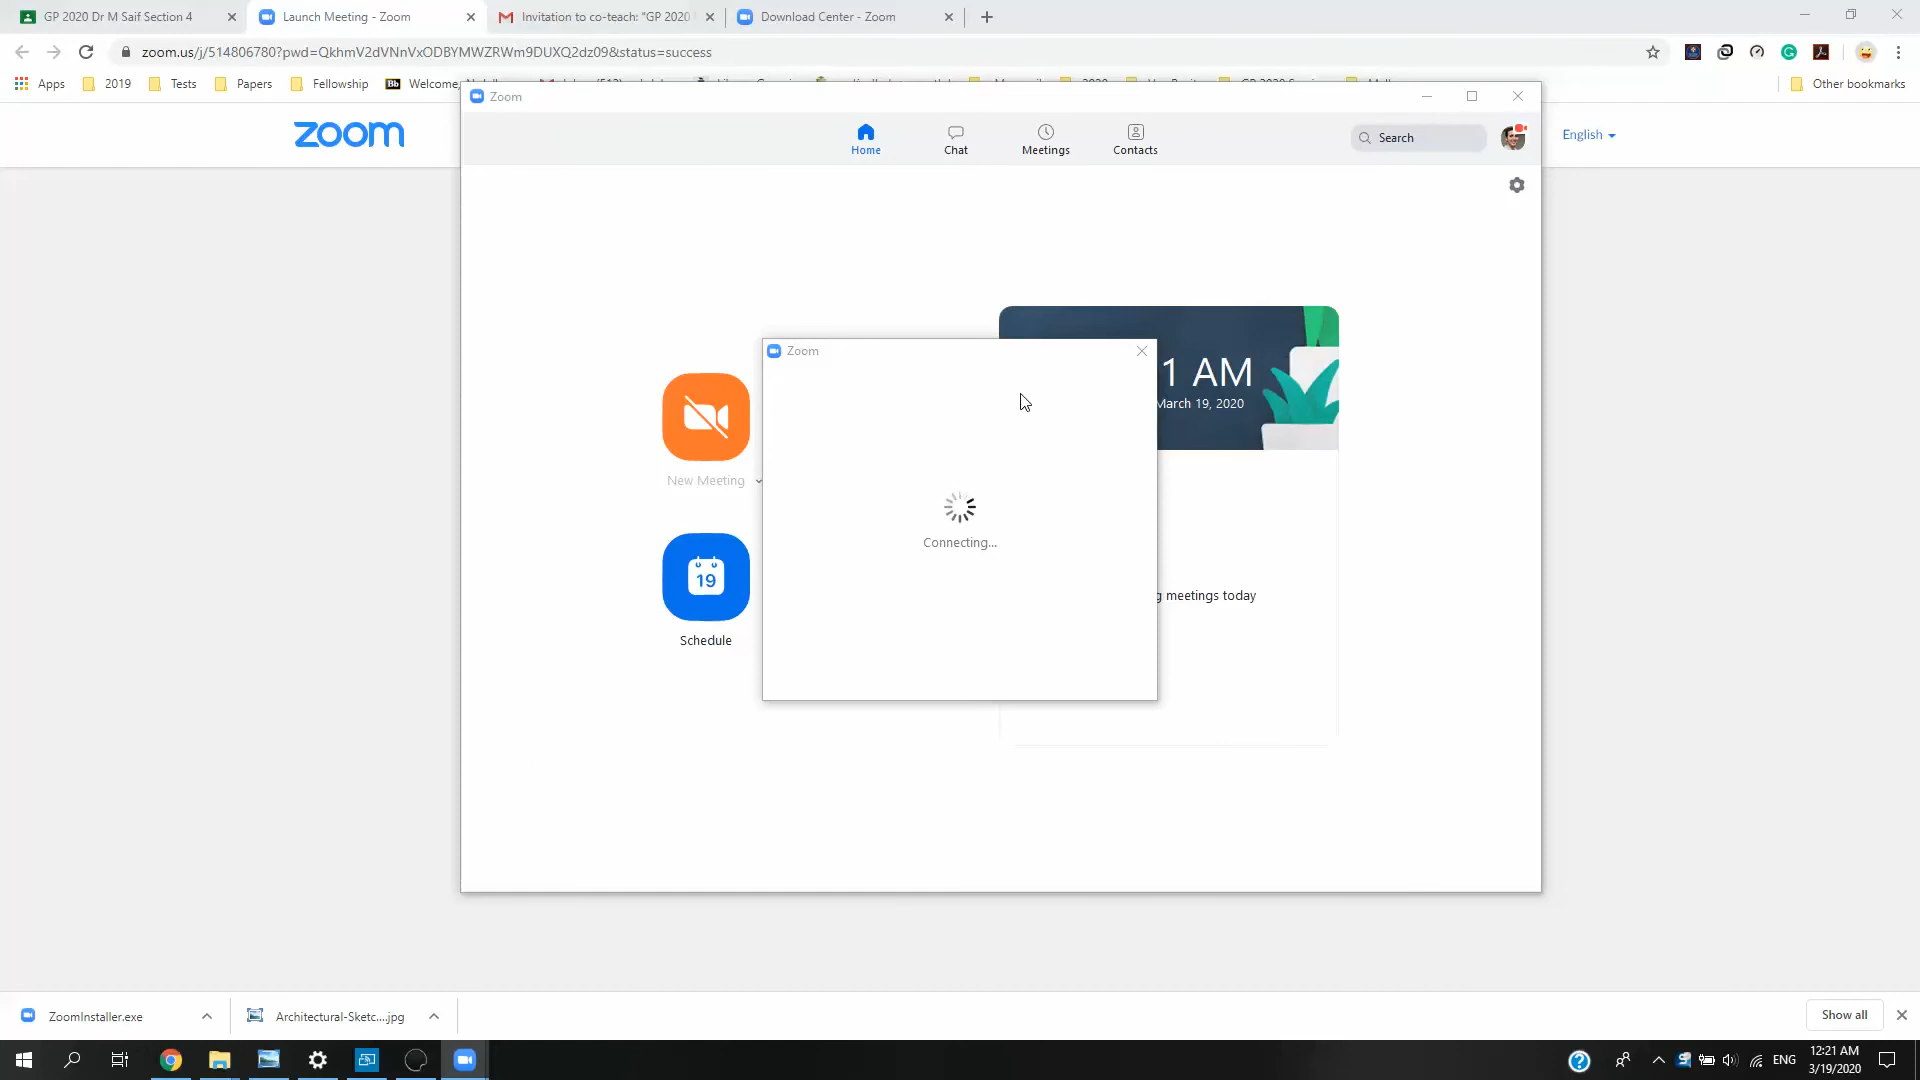 GP 2020 Dr M Saif Section 4
Launch Meeting - Zoom
Invitation to co-teach: "GP 2020
Download Center - Zoom
zoom.us/j/514806780?pwd=QkhmV2dVNnVxODBYMWZRWm9DUXQ2dz09&status=success
Apps
2019
Tests
Papers
Fellowship
Bb
Welcome,
Other bookmarks
Zoom
zoom
Home
Chat
Meetings
Contacts
Search
English
Zoom
1 AM
March 19, 2020
New Meeting
Connecting...
19
g meetings today
Schedule
ZoomInstaller.exe
Architectural-Sketc....jpg
Show all
ENG
12:21 AM
3/19/2020